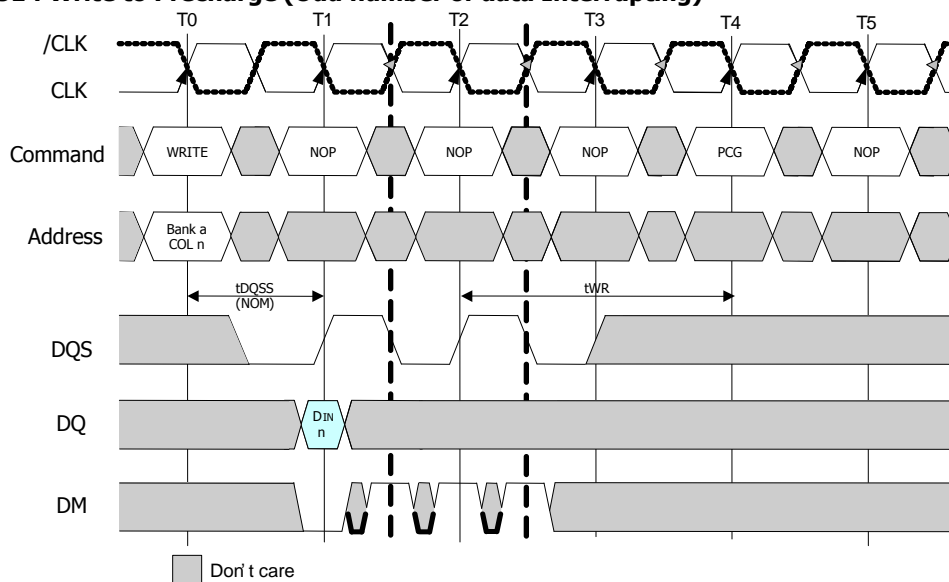 Write to Precharge (Odd number of data Interrupting)
T0 T1 T2 T3 T4 T5
/CLK
CLK
Command WRITE NOP NOP NOP PCG NOP
Address Bank a
COL n
tDQSS tWR
(NOM)
DQS
DQ DIN
n
DM
Don't care